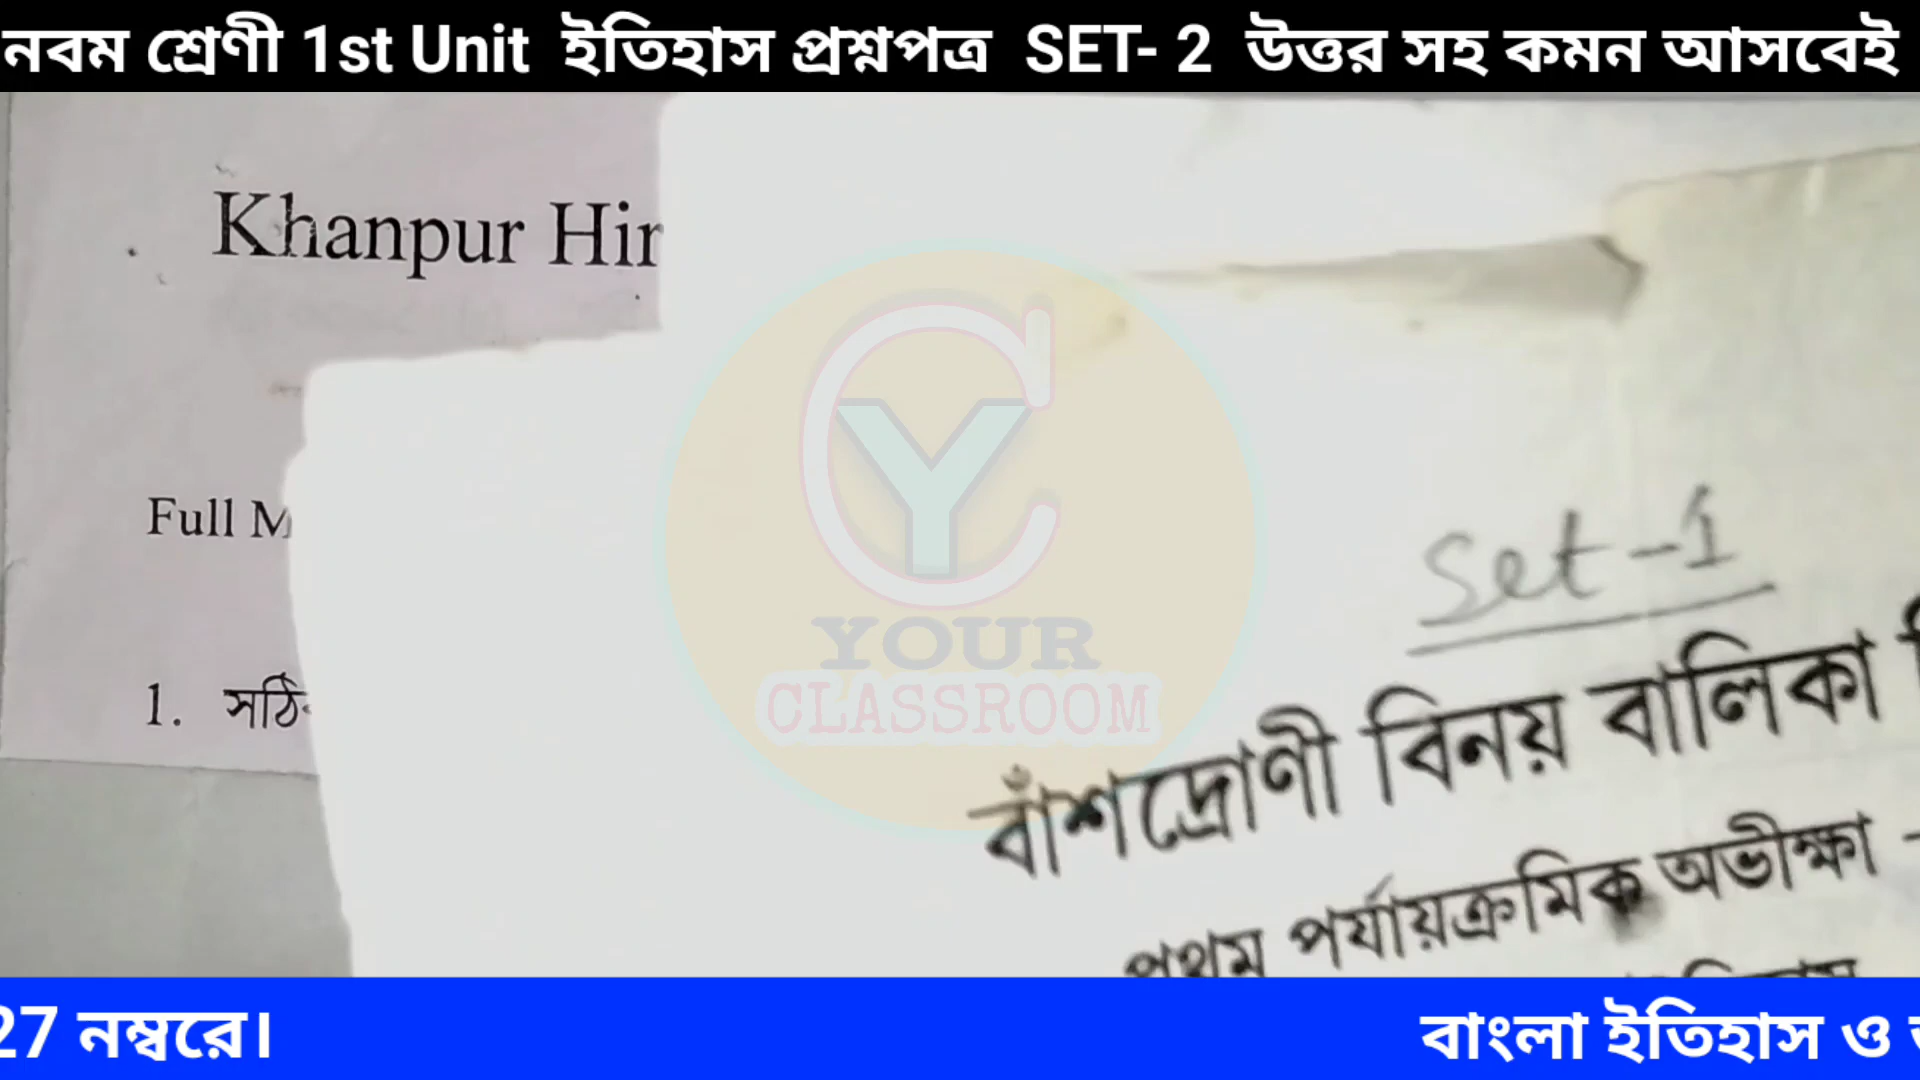 নবম শ্রেণী 1st Unit ইতিহাস প্রশ্নপত্র SET- 2 উত্তর সহ কমন আসবেই
Khanpur Hir
Full M
1. সঠি
YOUR
CLASSROOM
Set-1
বাঁশদ্রোণী বিনয় বালিকা
প্রথম পর্যায়ক্রমিক অভীক্ষা -
27 নম্বরে।
বাংলা ইতিহাস ও